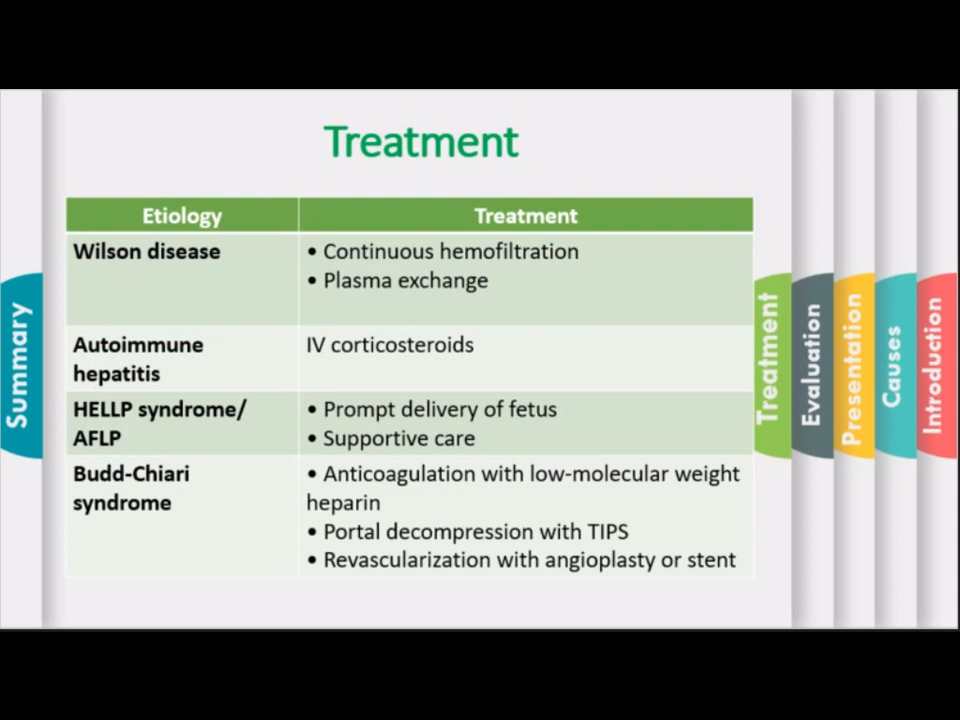 Treatment
Etiology
Treatment
Wilson disease
• Continuous hemofiltration
• Plasma exchange
Autoimmune
hepatitis
IV corticosteroids
HELLP syndrome/
AFLP
• Prompt delivery of fetus
• Supportive care
Budd-Chiari
syndrome
• Anticoagulation with low-molecular weight
heparin
• Portal decompression with TIPS
• Revascularization with angioplasty or stent
Summary
Treatment
Evaluation
Presentation
Causes
Introduction